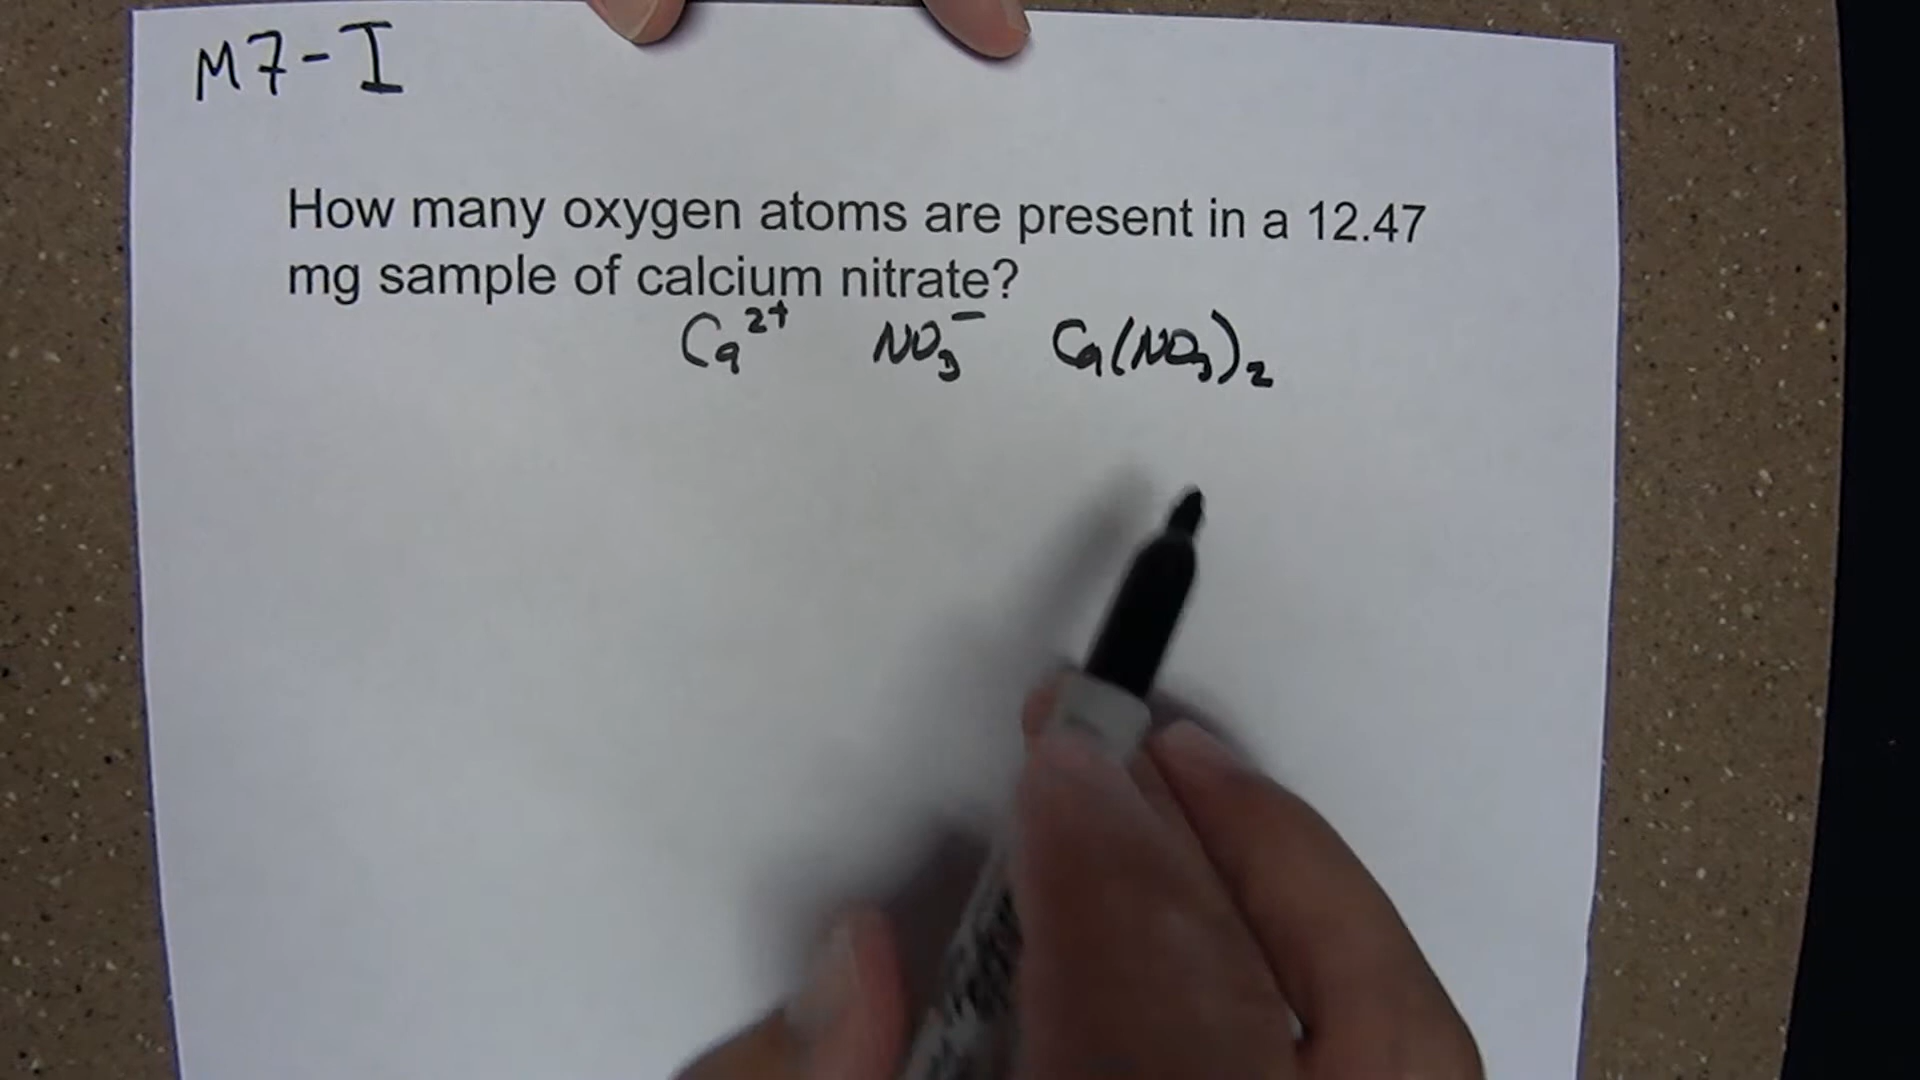 M7-I
How many oxygen atoms are present in a 12.47
mg sample of calcium nitrate?
Ca²⁺ NO₃⁻ Ca(NO₃)₂